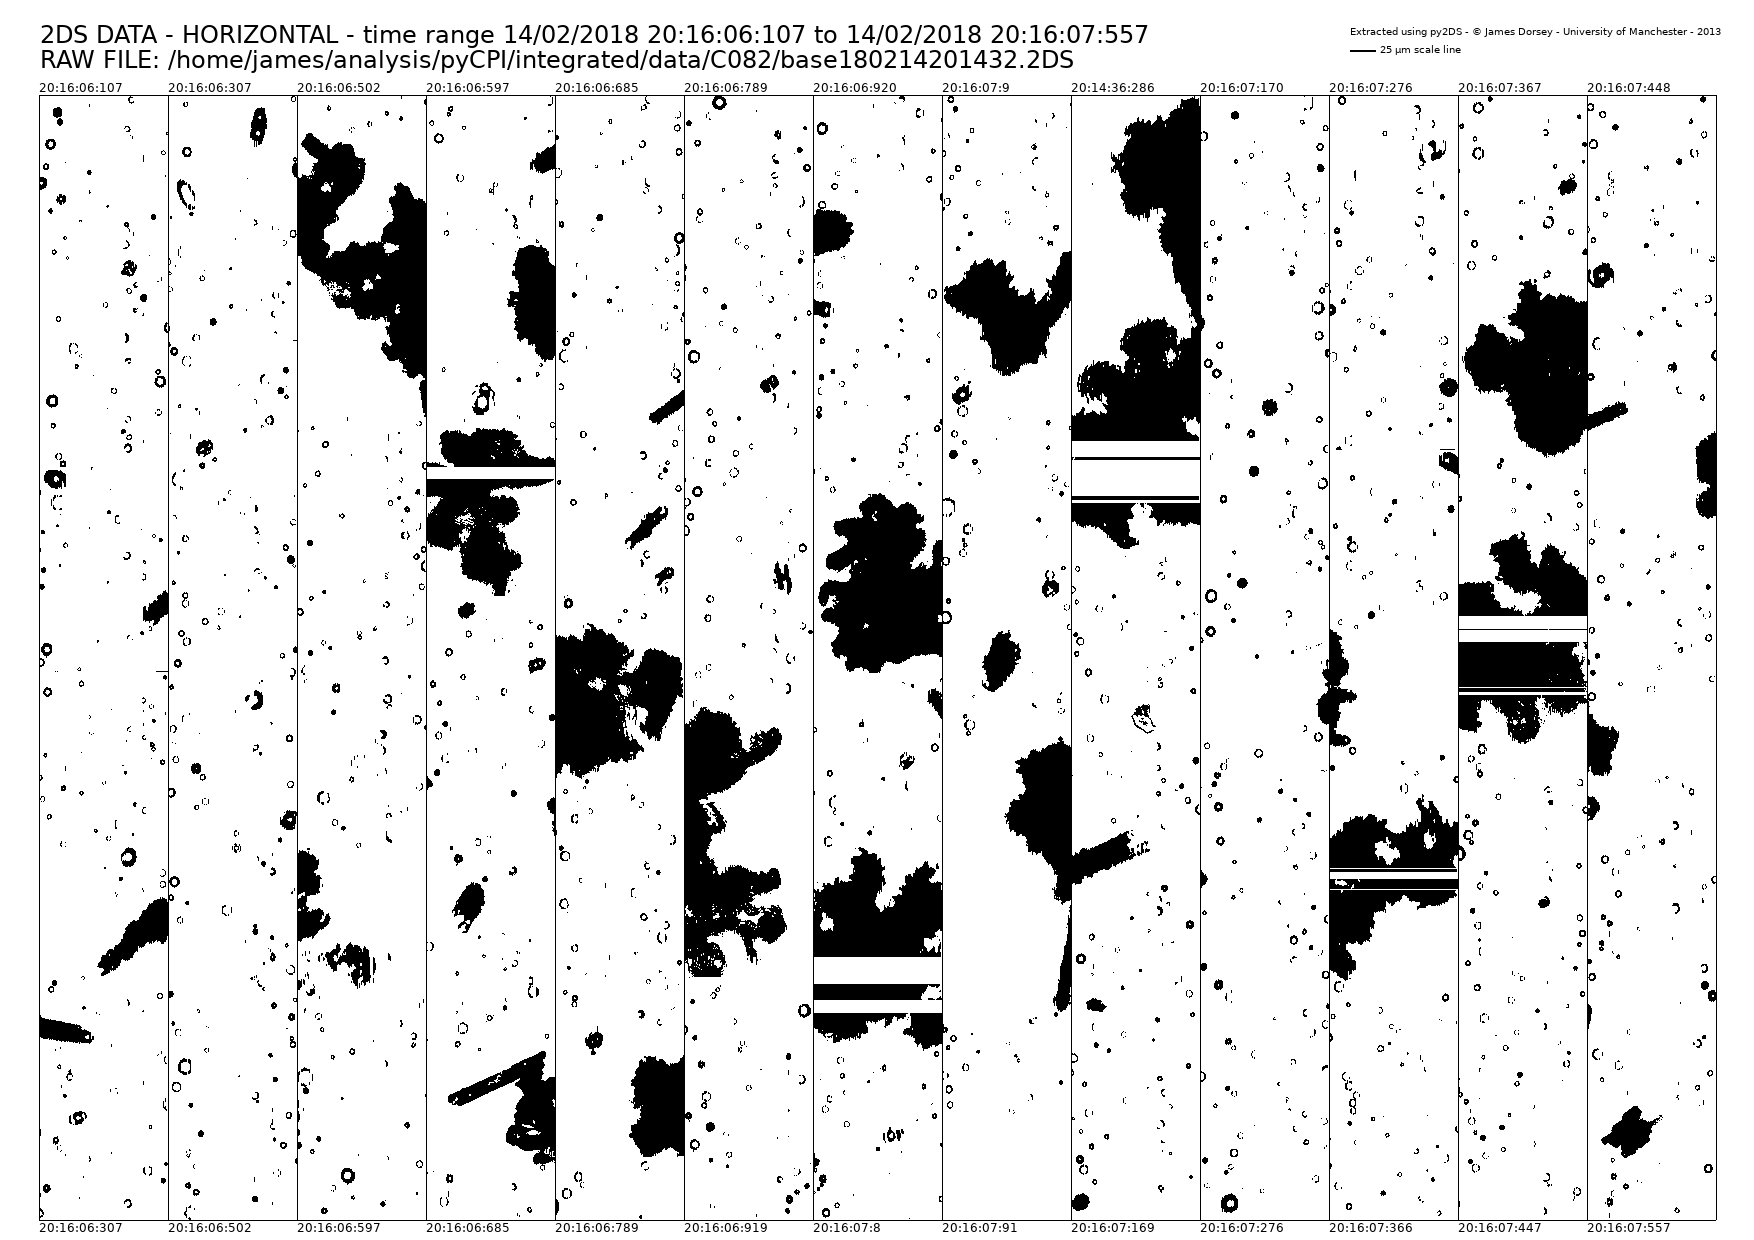 2DS DATA - HORIZONTAL - time range 14/02/2018 20:16:06:107 to 14/02/2018 20:16:07:557
RAW FILE: /home/james/analysis/pyCPI/integrated/data/C082/base180214201432.2DS
Extracted using py2DS - © James Dorsey - University of Manchester - 2013
25 µm scale line
20:16:06:107 20:16:06:307 20:16:06:502 20:16:06:597 20:16:06:685 20:16:06:789 20:16:06:920 20:16:07:9 20:14:36:286 20:16:07:170 20:16:07:276 20:16:07:367 20:16:07:448
20:16:06:307 20:16:06:502 20:16:06:597 20:16:06:685 20:16:06:789 20:16:06:919 20:16:07:8 20:16:07:91 20:16:07:169 20:16:07:276 20:16:07:366 20:16:07:447 20:16:07:557